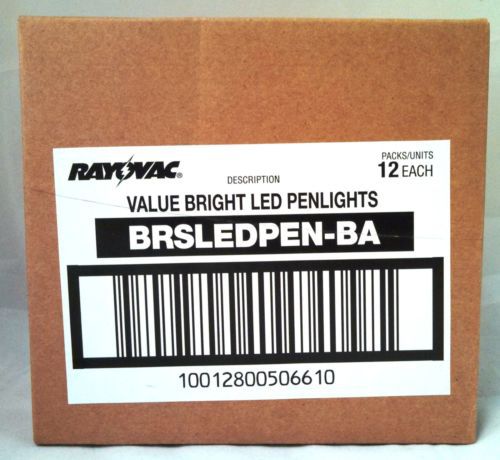 RAYOVAC®
PACKS/UNITS
12 EACH
DESCRIPTION
VALUE BRIGHT LED PENLIGHTS
BRSLEDPEN-BA
10012800506610